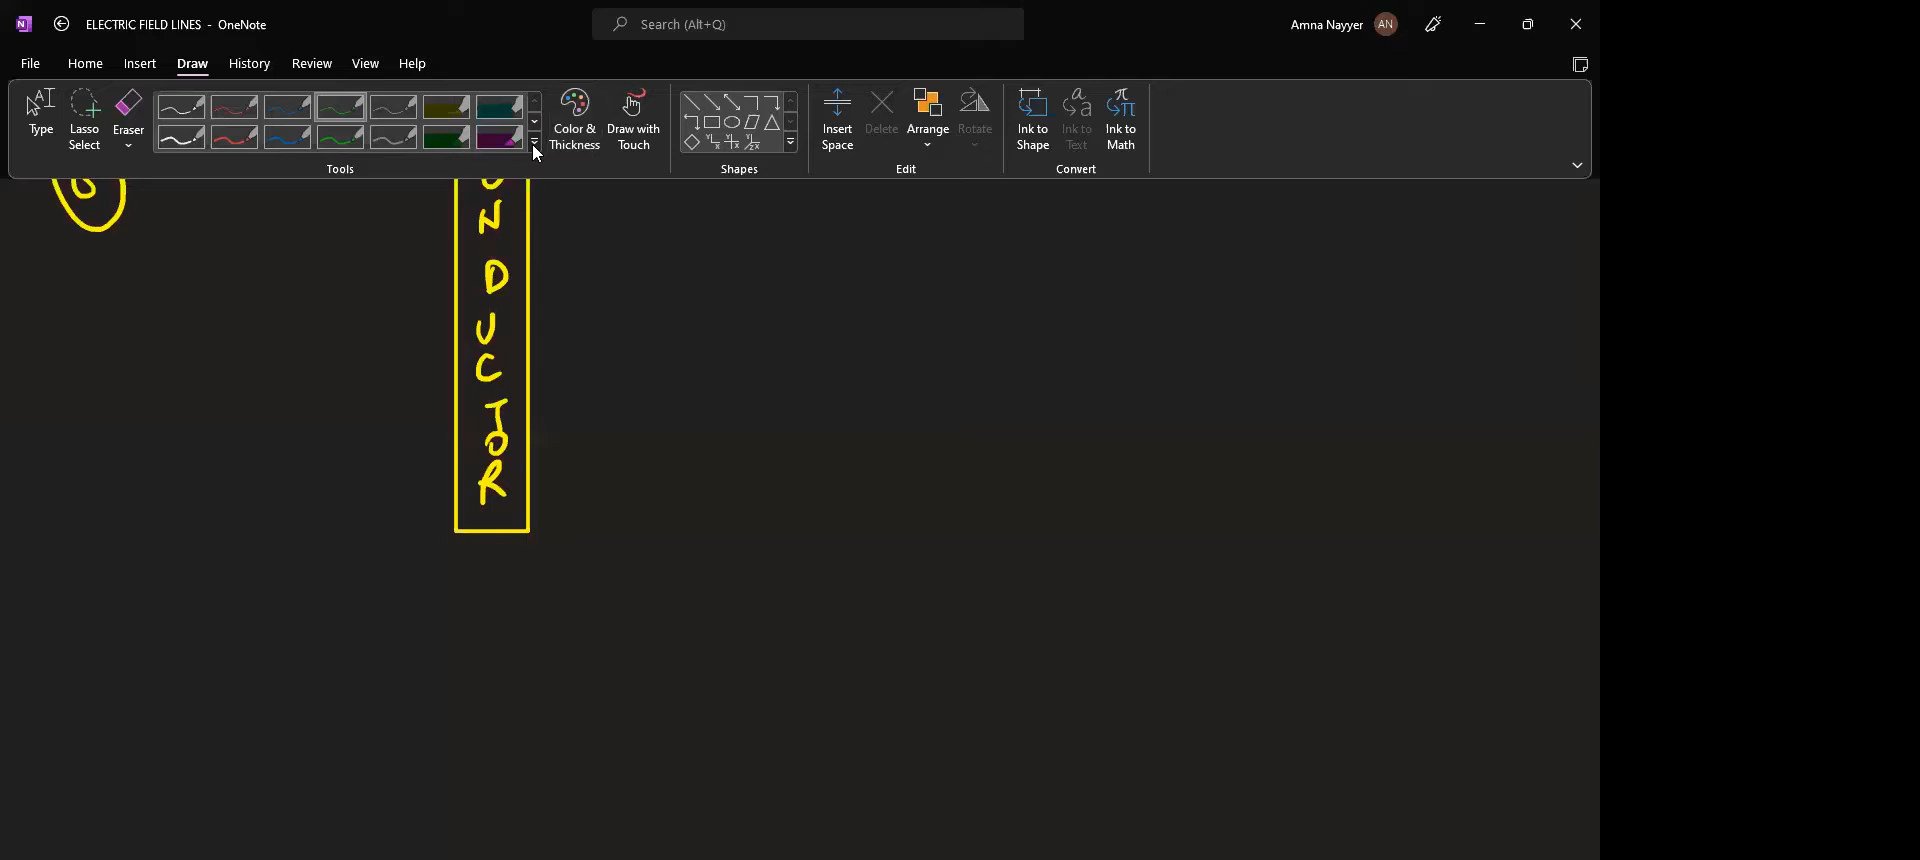 ELECTRIC FIELD LINES - OneNote
Search (Alt+Q)
Amna Nayyer AN
File Home Insert Draw History Review View Help
Type
Lasso Select
Eraser
Color & Thickness
Draw with Touch
Insert Space
Delete
Arrange
Rotate
Ink to Shape
Ink to Text
Ink to Math
Tools
Shapes
Edit
Convert
N
D
U
C
T
O
R